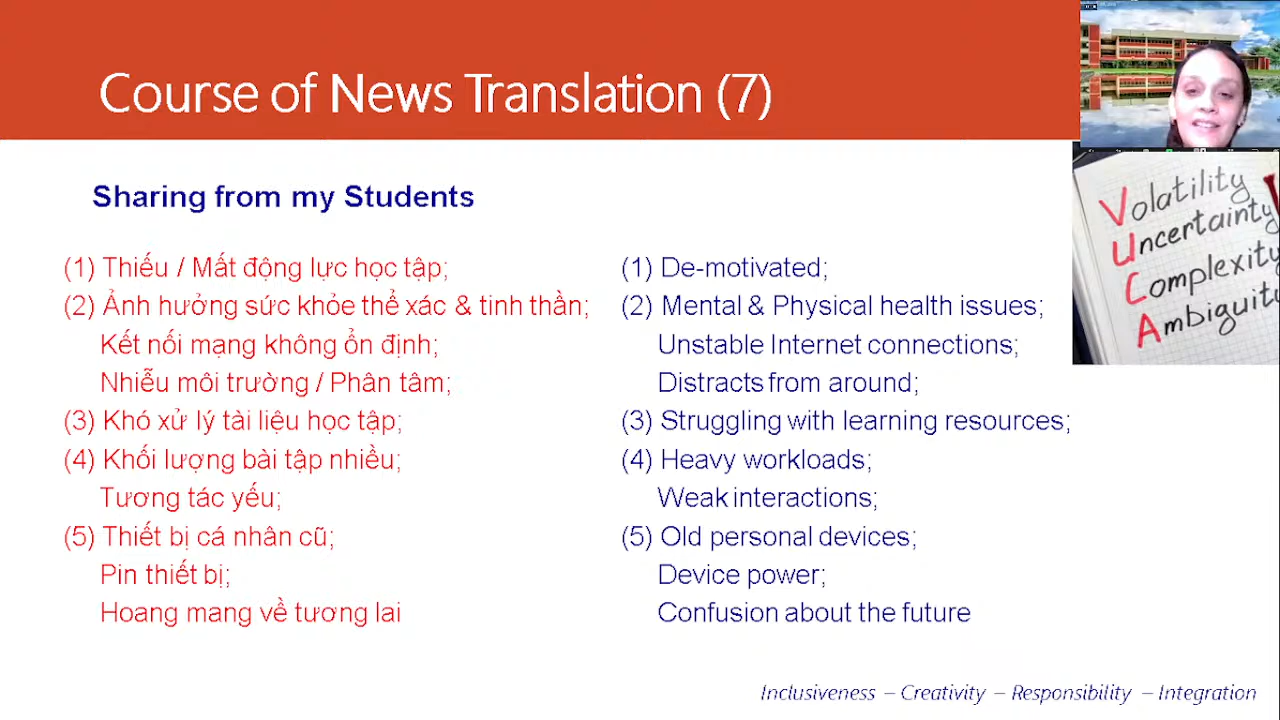 Course of News Translation (7)
Sharing from my Students
(1) Thiếu / Mất động lực học tập;
(2) Ảnh hưởng sức khỏe thể xác & tinh thần;
Kết nối mạng không ổn định;
Nhiễu môi trường / Phân tâm;
(3) Khó xử lý tài liệu học tập;
(4) Khối lượng bài tập nhiều;
Tương tác yếu;
(5) Thiết bị cá nhân cũ;
Pin thiết bị;
Hoang mang về tương lai
(1) De-motivated;
(2) Mental & Physical health issues;
Unstable Internet connections;
Distracts from around;
(3) Struggling with learning resources;
(4) Heavy workloads;
Weak interactions;
(5) Old personal devices;
Device power;
Confusion about the future
Volatility
Uncertainty
Complexity
Ambiguit
Inclusiveness – Creativity – Responsibility – Integration